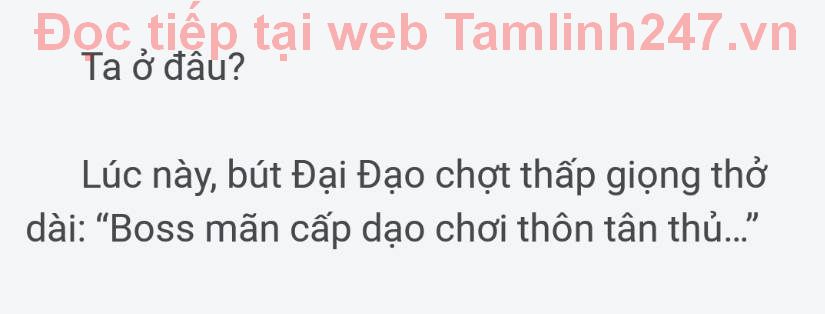 Đọc tiếp tại web Tamlinh247.vn
Ta ở đâu?
Lúc này, bút Đại Đạo chợt thấp giọng thở
dài: “Boss mãn cấp dạo chơi thôn tân thủ...”